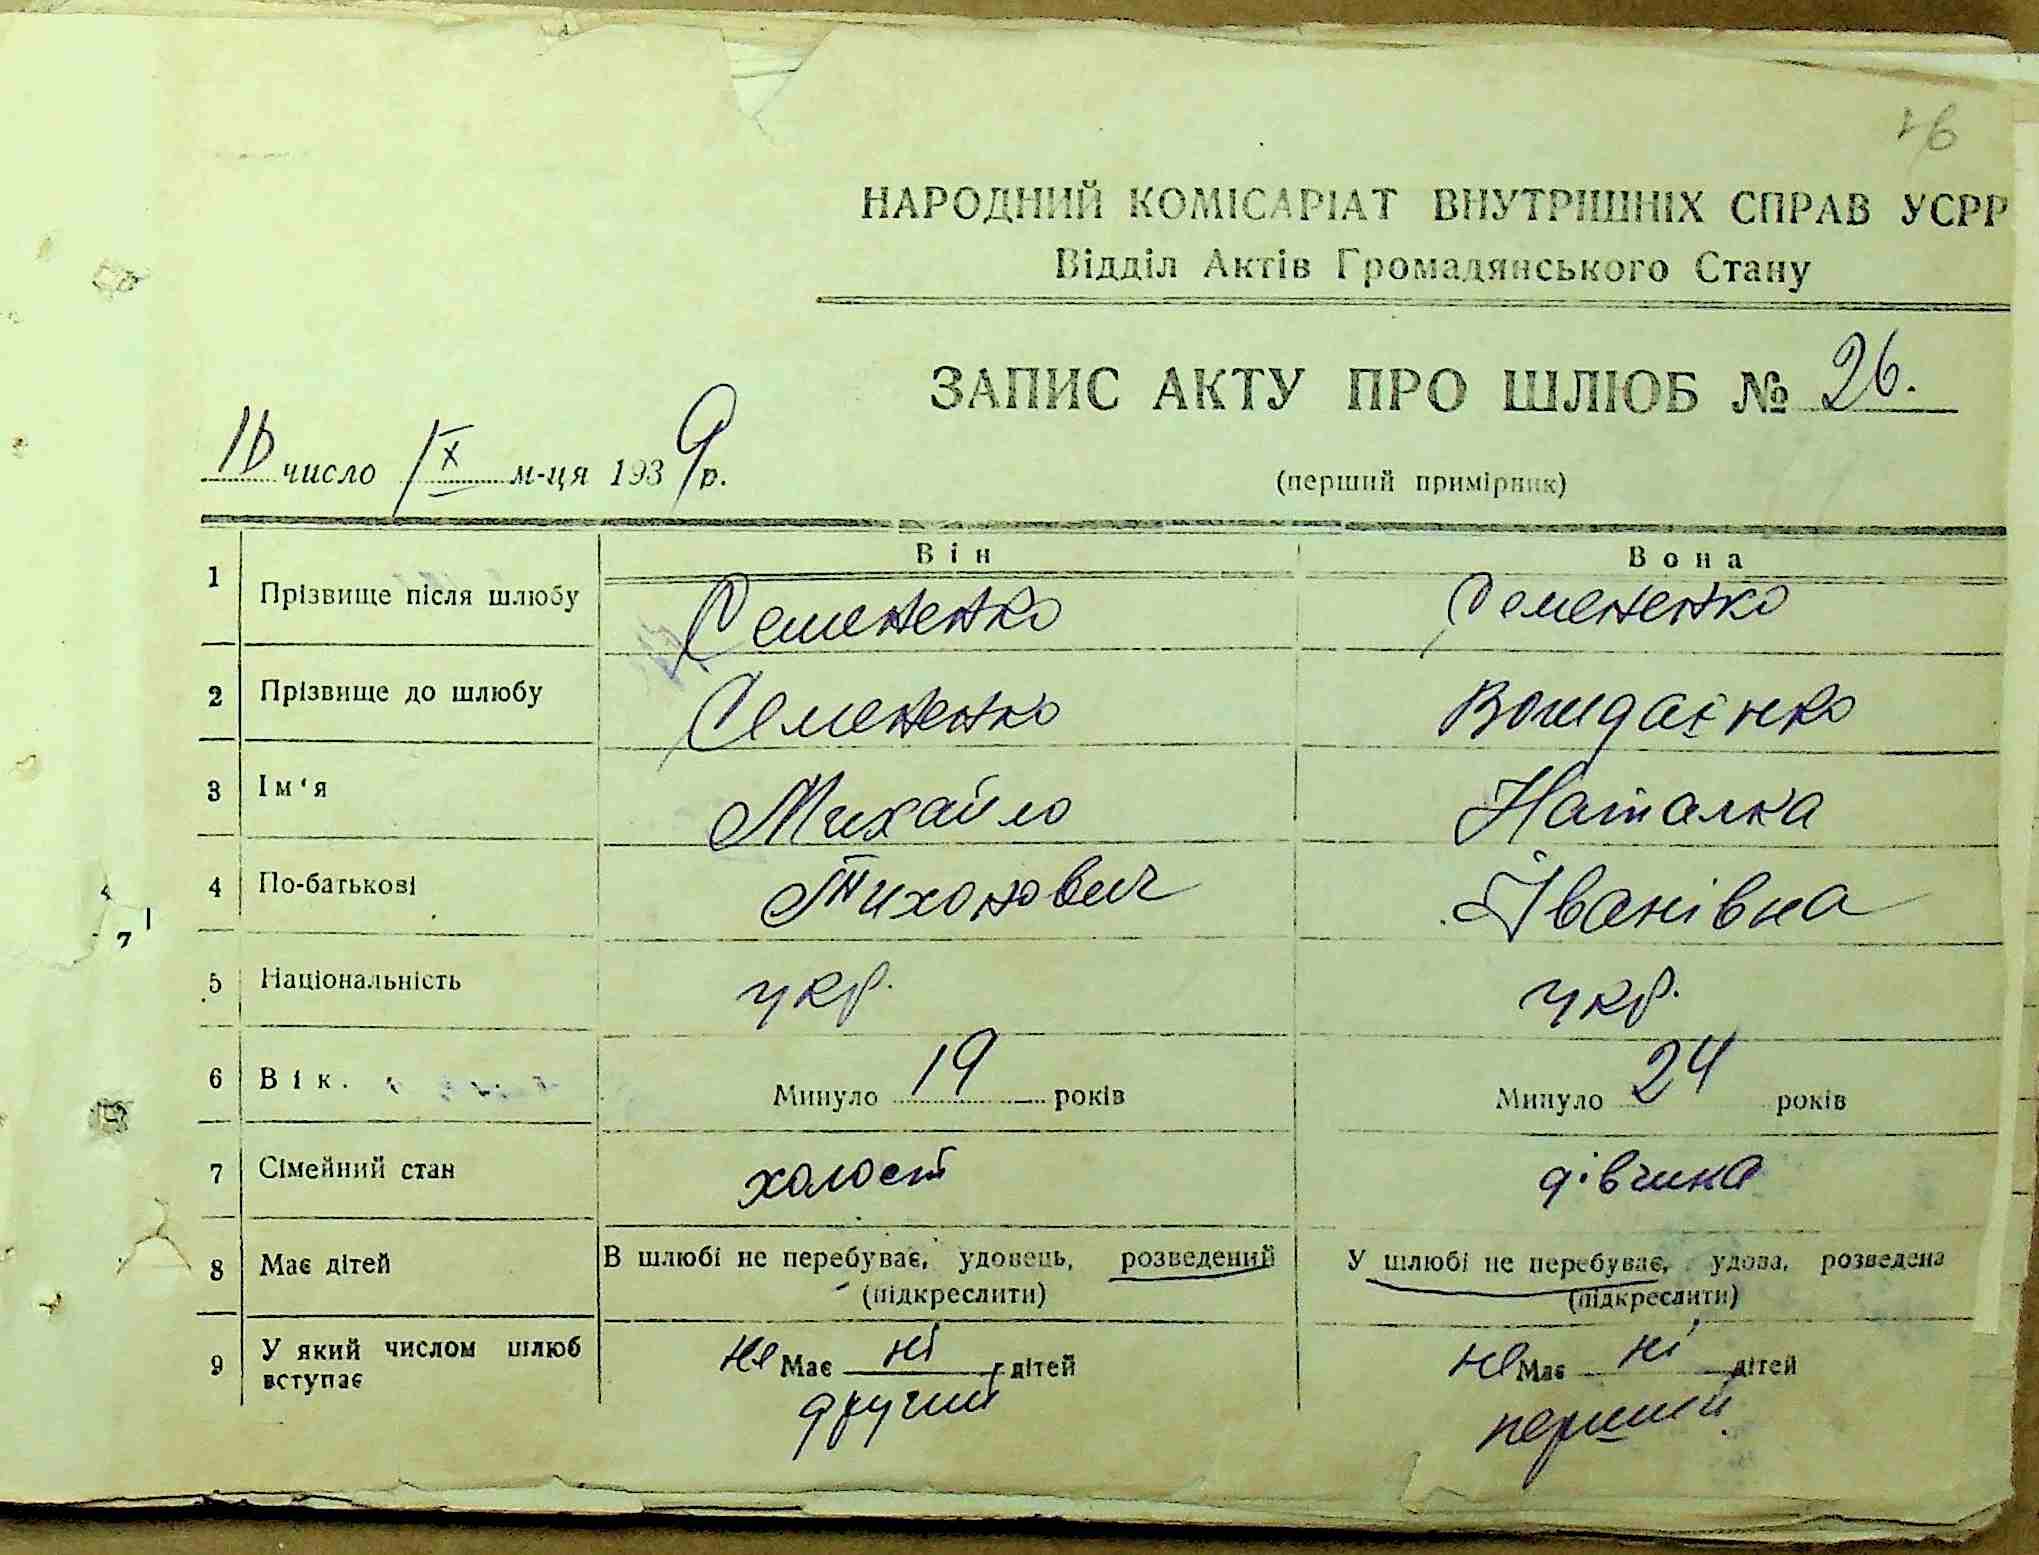 26
НАРОДНИЙ КОМІСАРІАТ ВНУТРІШНІХ СПРАВ УСРР
Відділ Актів Громадянського Стану
ЗАПИС АКТУ ПРО ШЛЮБ № 26.
число IX м-ця 1939 р.
(перший примірник)
Він Вона
1 Прізвище після шлюбу Семененко Семененко
2 Прізвище до шлюбу Семененко
3 Ім'я Михайло Наталка
4 По-батькові Тихонович Іванівна
5 Національність укр. укр.
6 Вік. Минуло 19 років Минуло 24 років
7 Сімейний стан холост дівчина
8 Має дітей В шлюбі не перебуває, удовець, розведений У шлюбі не перебуває, удова, розведена
(підкреслити) (підкреслити)
9 У який числом шлюб вступає не Має ні дітей не Має ні дітей
другий перший